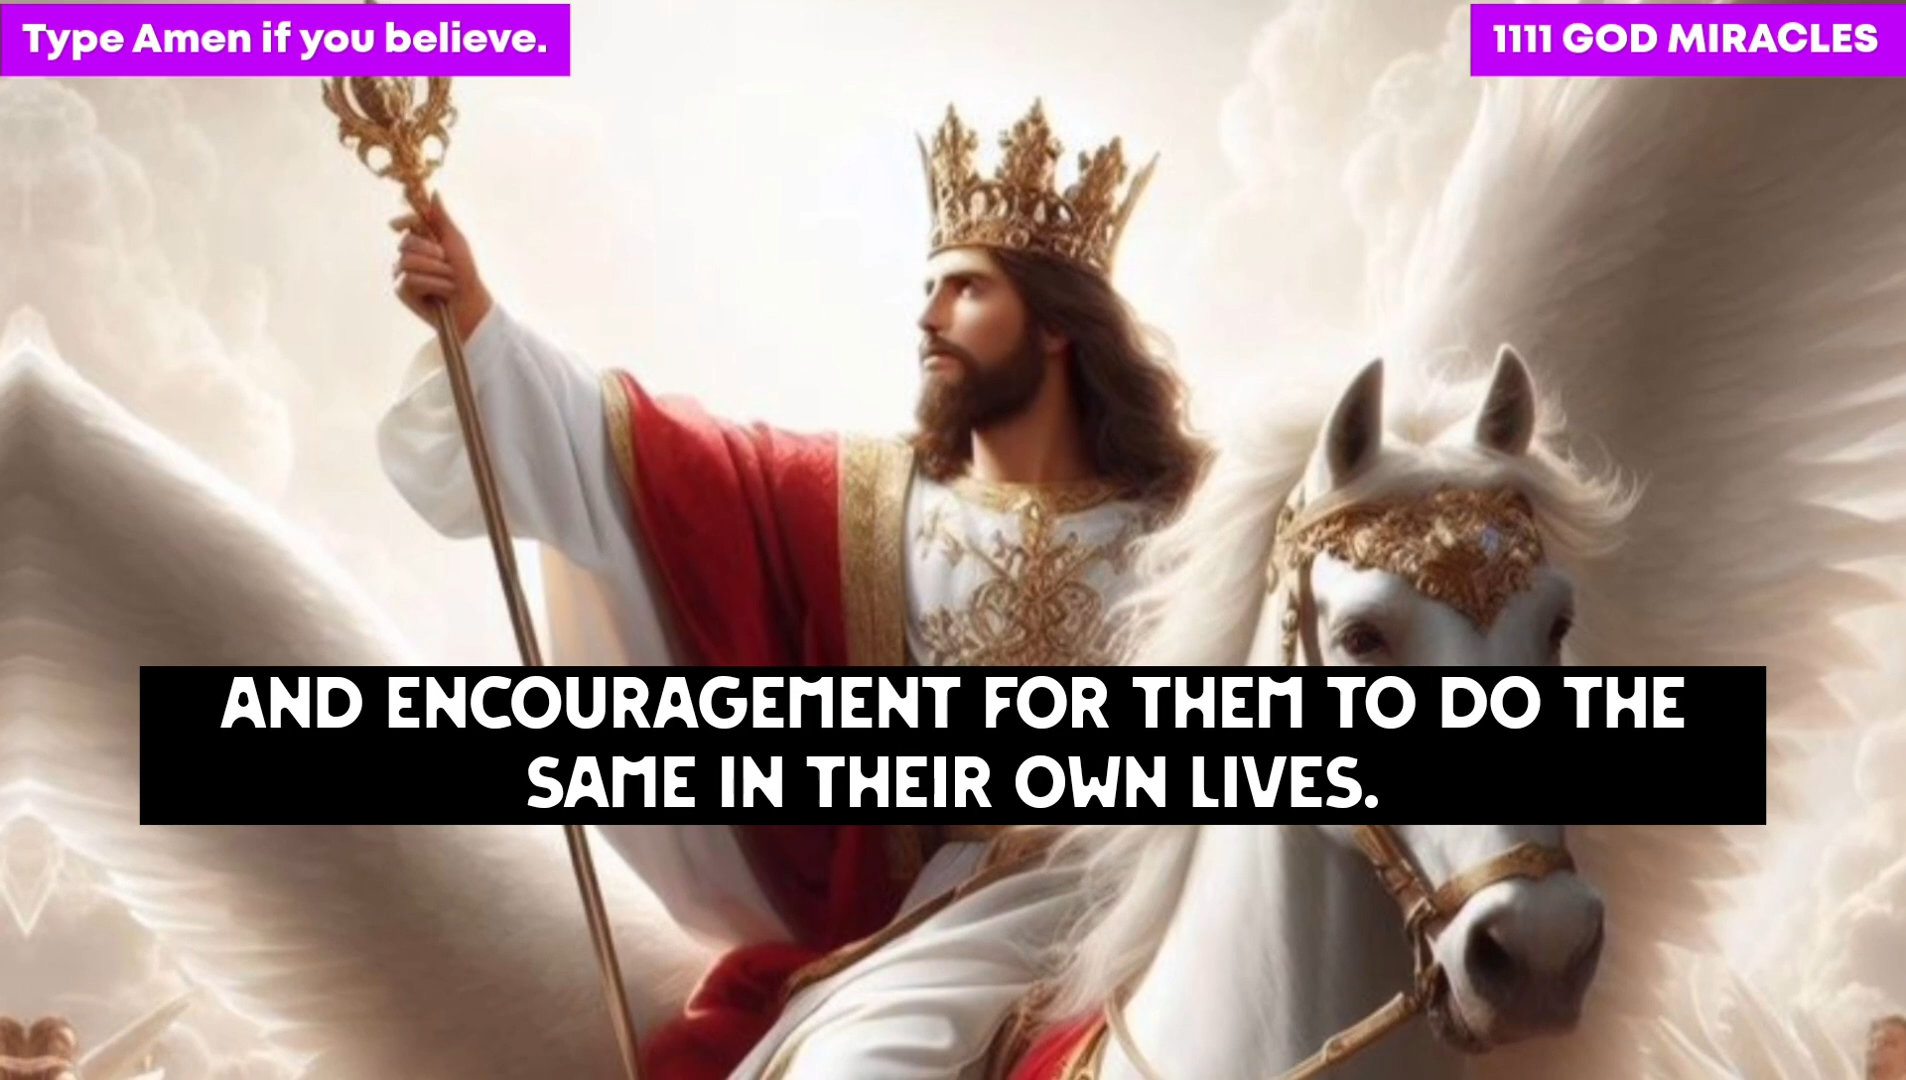 Type Amen if you believe.
1111 GOD MIRACLES
AND ENCOURAGEMENT FOR THEM TO DO THE
SAME IN THEIR OWN LIVES.